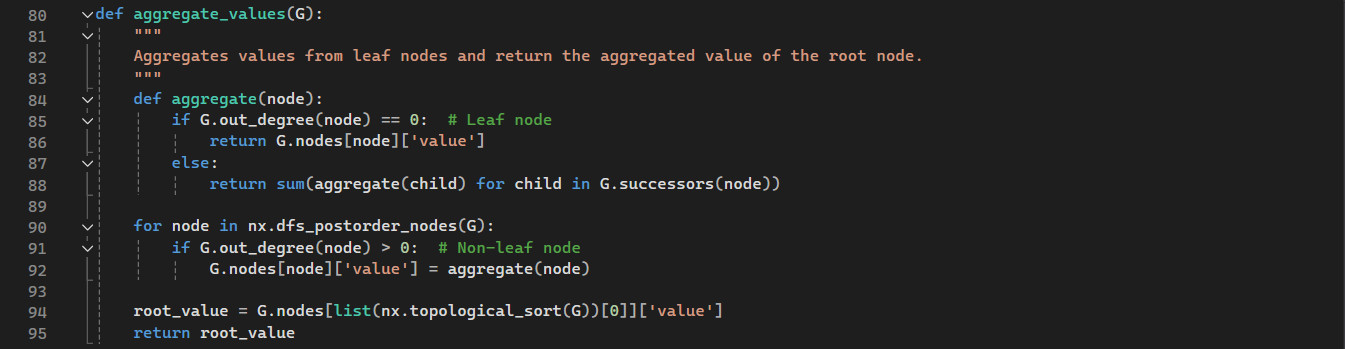 80 def aggregate_values(G):
81     """
82     Aggregates values from leaf nodes and return the aggregated value of the root node.
83     """
84     def aggregate(node):
85         if G.out_degree(node) == 0:  # Leaf node
86             return G.nodes[node]['value']
87         else:
88             return sum(aggregate(child) for child in G.successors(node))
89
90     for node in nx.dfs_postorder_nodes(G):
91         if G.out_degree(node) > 0:  # Non-leaf node
92             G.nodes[node]['value'] = aggregate(node)
93
94     root_value = G.nodes[list(nx.topological_sort(G))[0]]['value']
95     return root_value